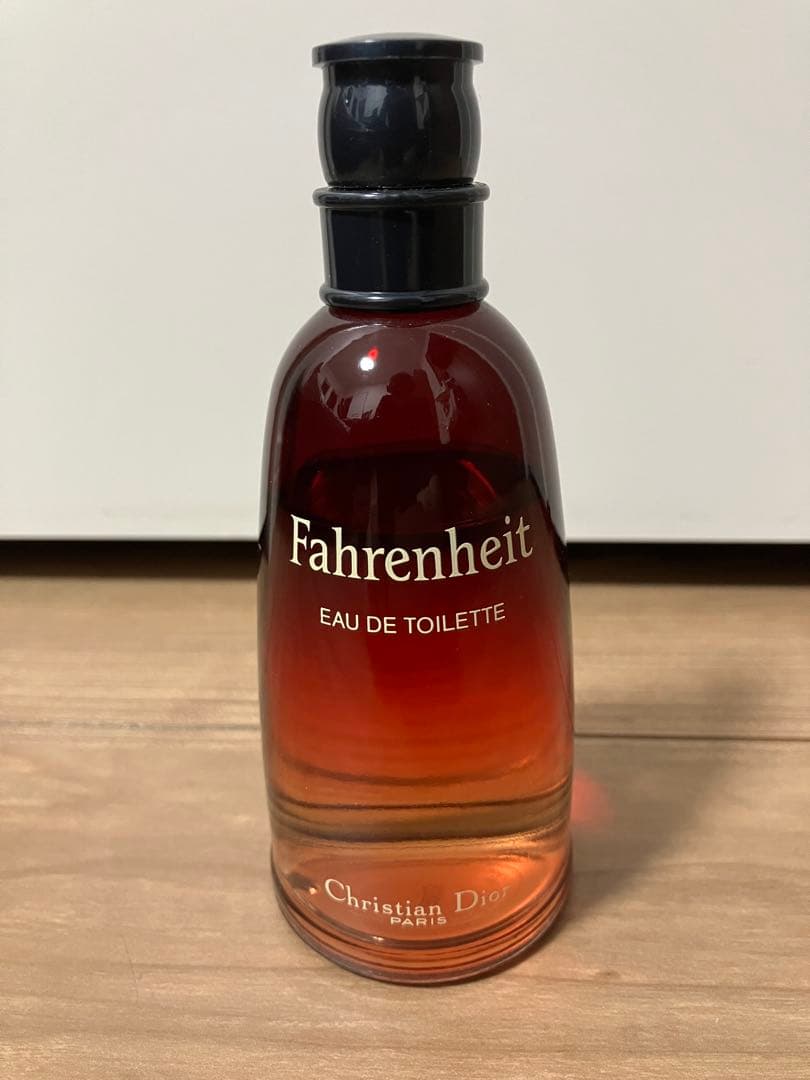 Fahrenheit
EAU DE TOILETTE
Christian Dior
PARIS